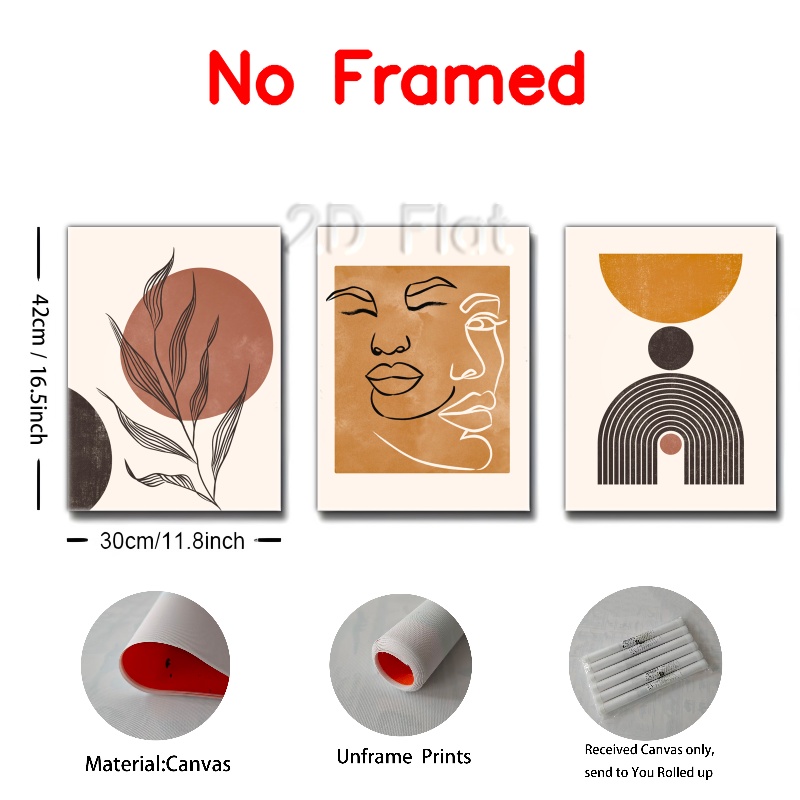 No Framed
2D Flat
42cm / 16.5inch
30cm/11.8inch
Material:Canvas
Unframe Prints
Received Canvas only,
send to You Rolled up